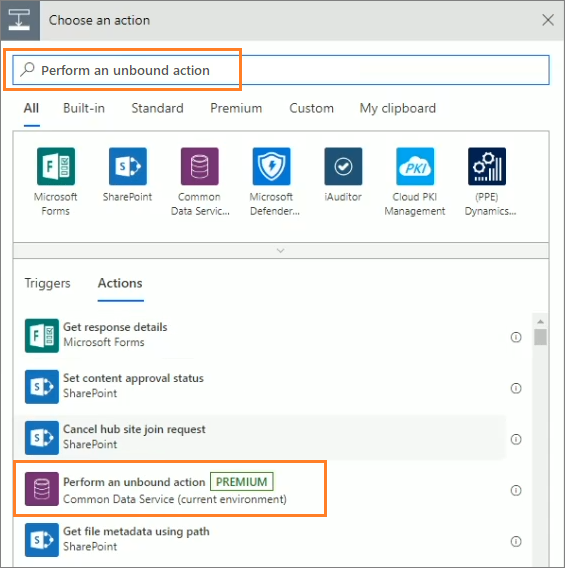 Choose an action
Perform an unbound action
All Built-in Standard Premium Custom My clipboard
Microsoft Forms
SharePoint
Common Data Servic...
Microsoft Defender...
iAuditor
PKI
Cloud PKI Management
(PPE) Dynamics...
Triggers Actions
F
Get response details
Microsoft Forms
S
Set content approval status
SharePoint
S
Cancel hub site join request
SharePoint
Perform an unbound action PREMIUM
Common Data Service (current environment)
S
Get file metadata using path
SharePoint